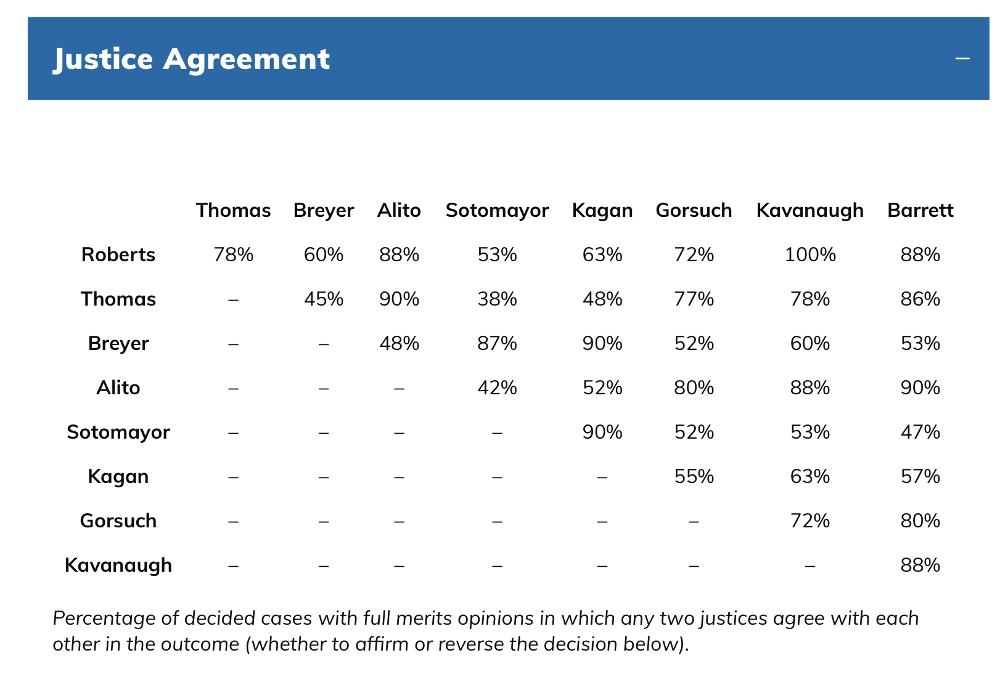 Justice Agreement –
Thomas Breyer Alito Sotomayor Kagan Gorsuch Kavanaugh Barrett
Roberts 78% 60% 88% 53% 63% 72% 100% 88%
Thomas – 45% 90% 38% 48% 77% 78% 86%
Breyer – – 48% 87% 90% 52% 60% 53%
Alito – – – 42% 52% 80% 88% 90%
Sotomayor – – – – 90% 52% 53% 47%
Kagan – – – – – 55% 63% 57%
Gorsuch – – – – – – 72% 80%
Kavanaugh – – – – – – – 88%
Percentage of decided cases with full merits opinions in which any two justices agree with each
other in the outcome (whether to affirm or reverse the decision below).